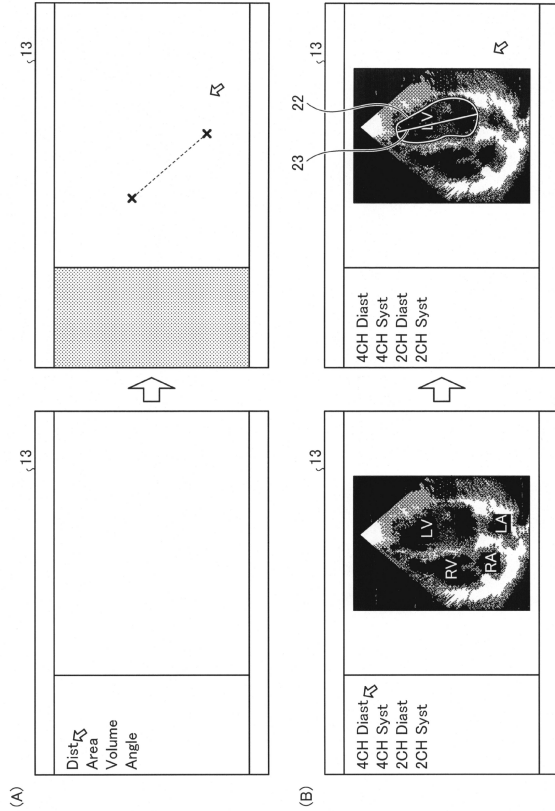 (A)
13
Dist
Area
Volume
Angle
13
(B)
13
4CH Diast
4CH Syst
2CH Diast
2CH Syst
LV
RV
RA
LA
13
4CH Diast
4CH Syst
2CH Diast
2CH Syst
23
22
LV